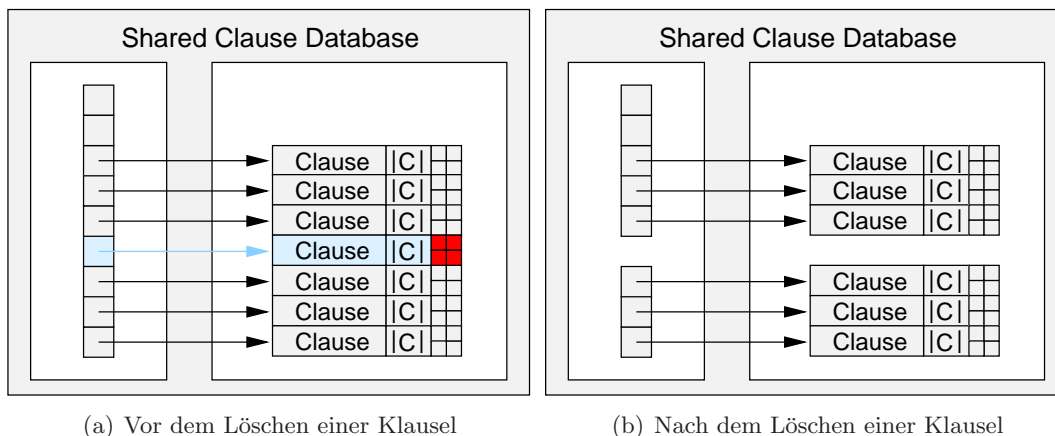 Shared Clause Database
Clause |C|
Clause |C|
Clause |C|
Clause |C|
Clause |C|
Clause |C|
Clause |C|
(a) Vor dem Löschen einer Klausel
Shared Clause Database
Clause |C|
Clause |C|
Clause |C|
Clause |C|
Clause |C|
Clause |C|
(b) Nach dem Löschen einer Klausel